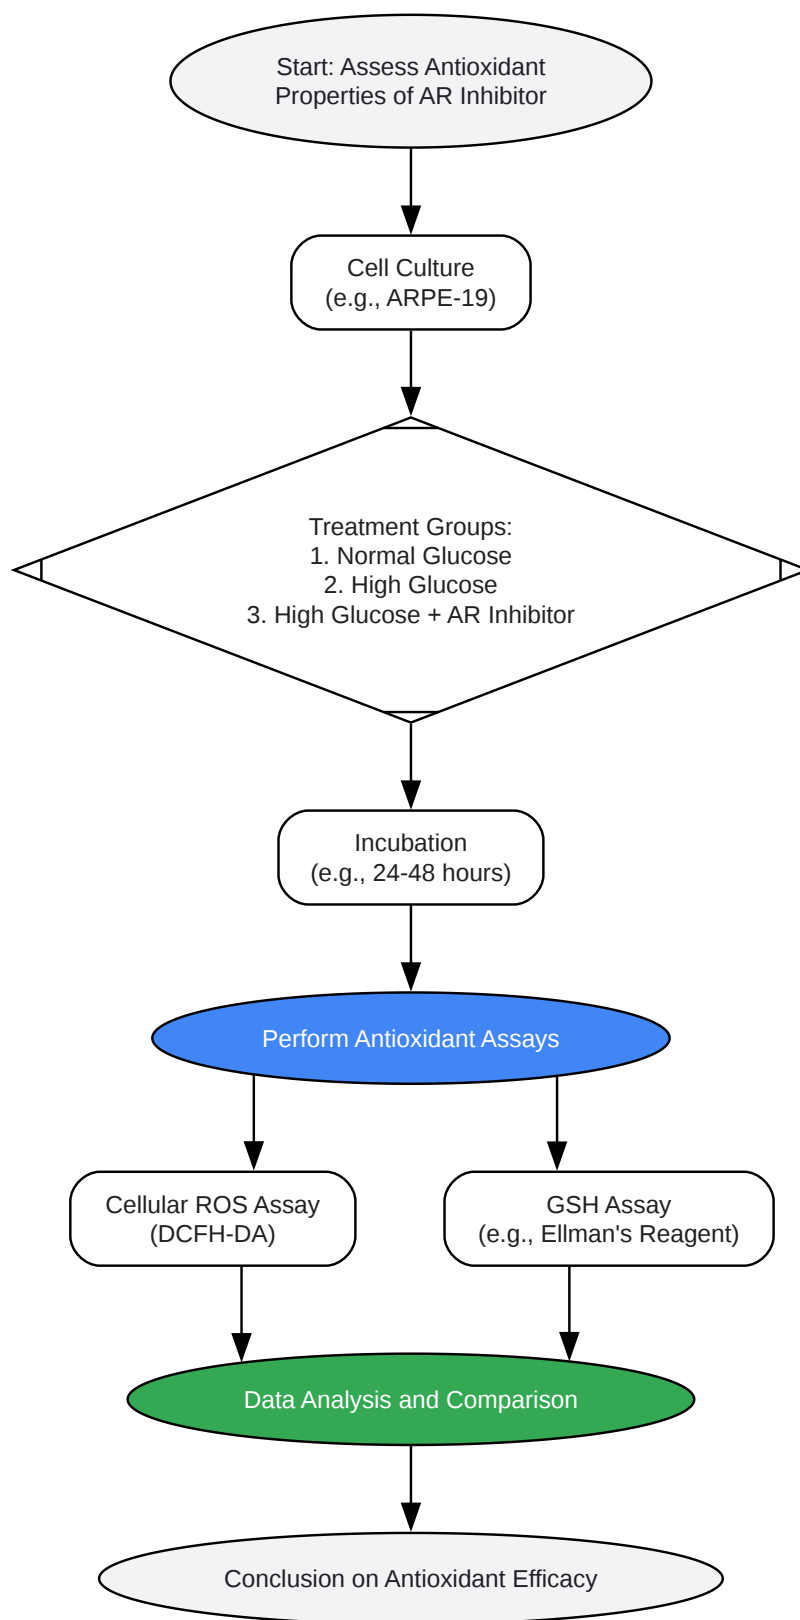 Start: Assess Antioxidant
Properties of AR Inhibitor
Cell Culture
(e.g., ARPE-19)
Treatment Groups:
1. Normal Glucose
2. High Glucose
3. High Glucose + AR Inhibitor
Incubation
(e.g., 24-48 hours)
Perform Antioxidant Assays
Cellular ROS Assay
(DCFH-DA)
GSH Assay
(e.g., Ellman's Reagent)
Data Analysis and Comparison
Conclusion on Antioxidant Efficacy